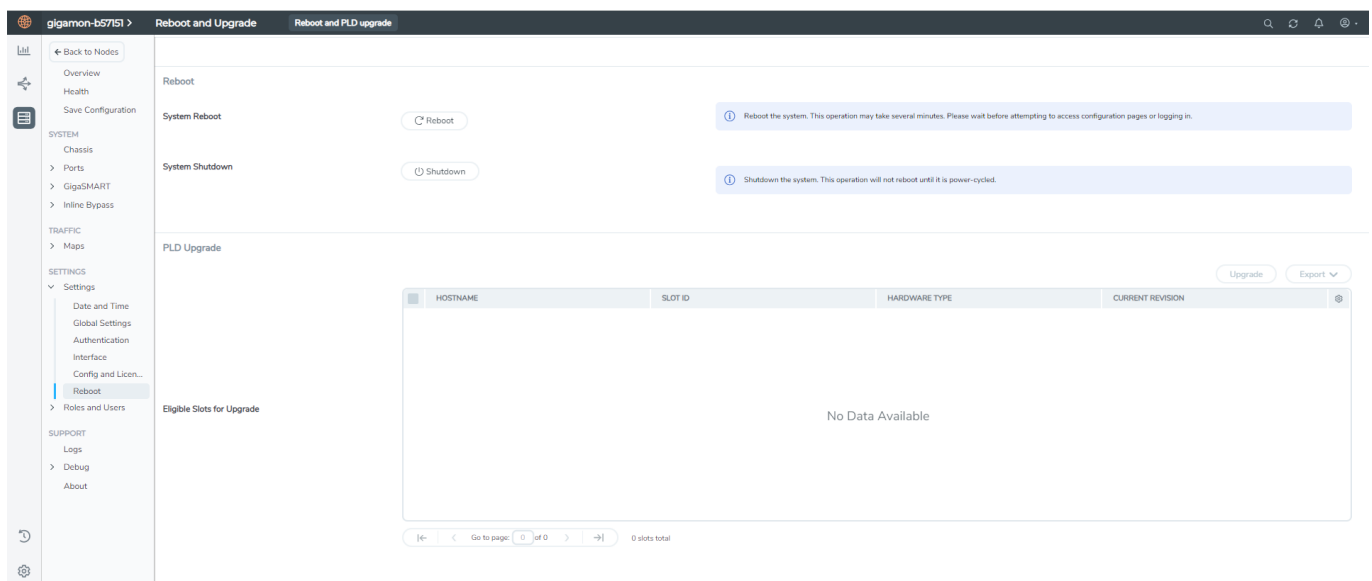 gigamon-b57151 > Reboot and Upgrade Reboot and PLD upgrade
← Back to Nodes
Overview
Health
Save Configuration
SYSTEM
Chassis
> Ports
> GigaSMART
> Inline Bypass
TRAFFIC
> Maps
SETTINGS
Settings
Date and Time
Global Settings
Authentication
Interface
Config and Licen...
Reboot
> Roles and Users
SUPPORT
Logs
> Debug
About
Reboot
System Reboot
Reboot
Reboot the system. This operation may take several minutes. Please wait before attempting to access configuration pages or logging in.
System Shutdown
Shutdown
Shutdown the system. This operation will not reboot until it is power-cycled.
PLD Upgrade
Upgrade Export
HOSTNAME SLOT ID HARDWARE TYPE CURRENT REVISION
Eligible Slots for Upgrade
No Data Available
Go to page: 0 of 0
0 slots total